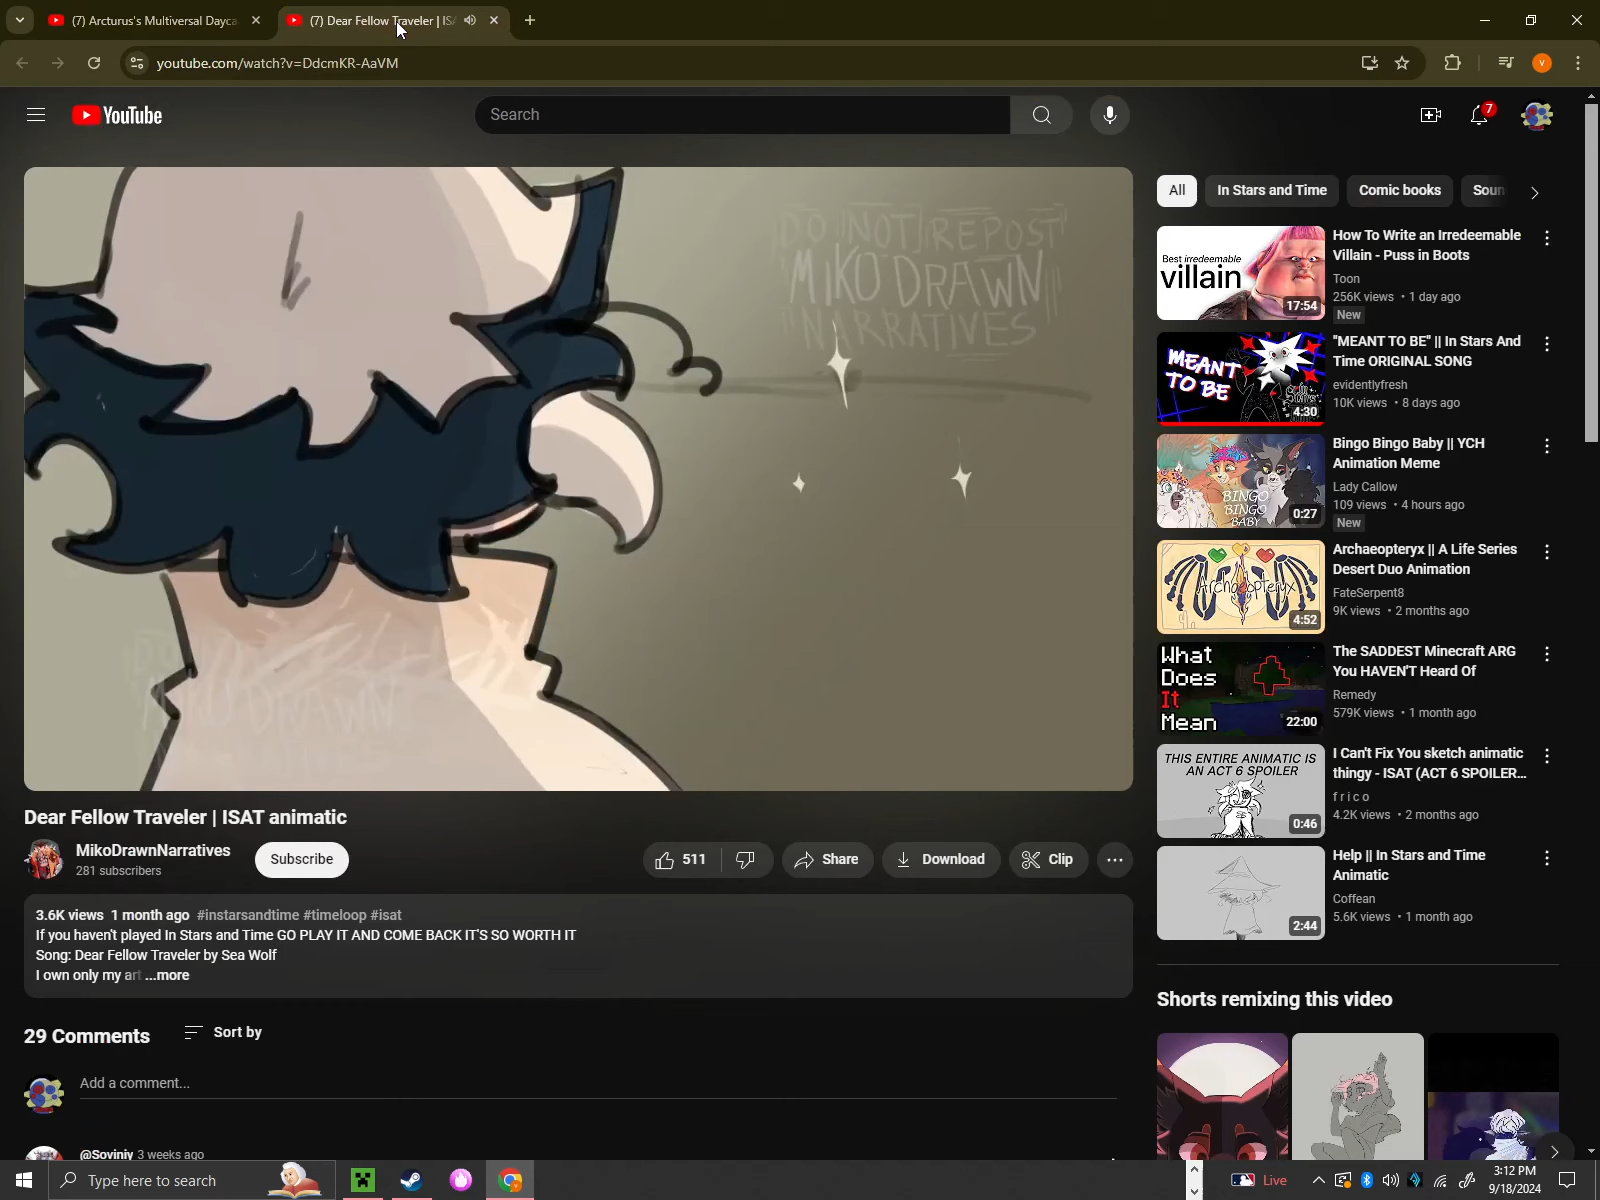 (7) Arcturus's Multiversal Dayca
(7) Dear Fellow Traveler | ISA
youtube.com/watch?v=DdcmKR-AaVM
V
YouTube
Search
7
DO NOT REPOST
MIKO DRAWN
NARRATIVES
MIKO DRAWN
Dear Fellow Traveler | ISAT animatic
MikoDrawnNarratives
281 subscribers
Subscribe
511
Share
Download
Clip
3.6K views 1 month ago #instarsandtime #timeloop #isat
If you haven't played In Stars and Time GO PLAY IT AND COME BACK IT'S SO WORTH IT
Song: Dear Fellow Traveler by Sea Wolf
I own only my art ...more
29 Comments
Sort by
Add a comment...
@Soviniy 3 weeks ago
All
In Stars and Time
Comic books
Soun
Best irredeemable
villain
17:54
How To Write an Irredeemable
Villain - Puss in Boots
Toon
256K views • 1 day ago
New
MEANT
TO BE
4:30
"MEANT TO BE" || In Stars And
Time ORIGINAL SONG
evidentlyfresh
10K views • 8 days ago
BINGO
BINGO
BABY
0:27
Bingo Bingo Baby || YCH
Animation Meme
Lady Callow
109 views • 4 hours ago
New
Archaeopteryx
4:52
Archaeopteryx || A Life Series
Desert Duo Animation
FateSerpent8
9K views • 2 months ago
What
Does
It
Mean
22:00
The SADDEST Minecraft ARG
You HAVEN'T Heard Of
Remedy
579K views • 1 month ago
THIS ENTIRE ANIMATIC IS
AN ACT 6 SPOILER
0:46
I Can't Fix You sketch animatic
thingy - ISAT (ACT 6 SPOILER...
f r i c o
4.2K views • 2 months ago
2:44
Help || In Stars and Time
Animatic
Coffean
5.6K views • 1 month ago
Shorts remixing this video
Type here to search
Live
3:12 PM
9/18/2024